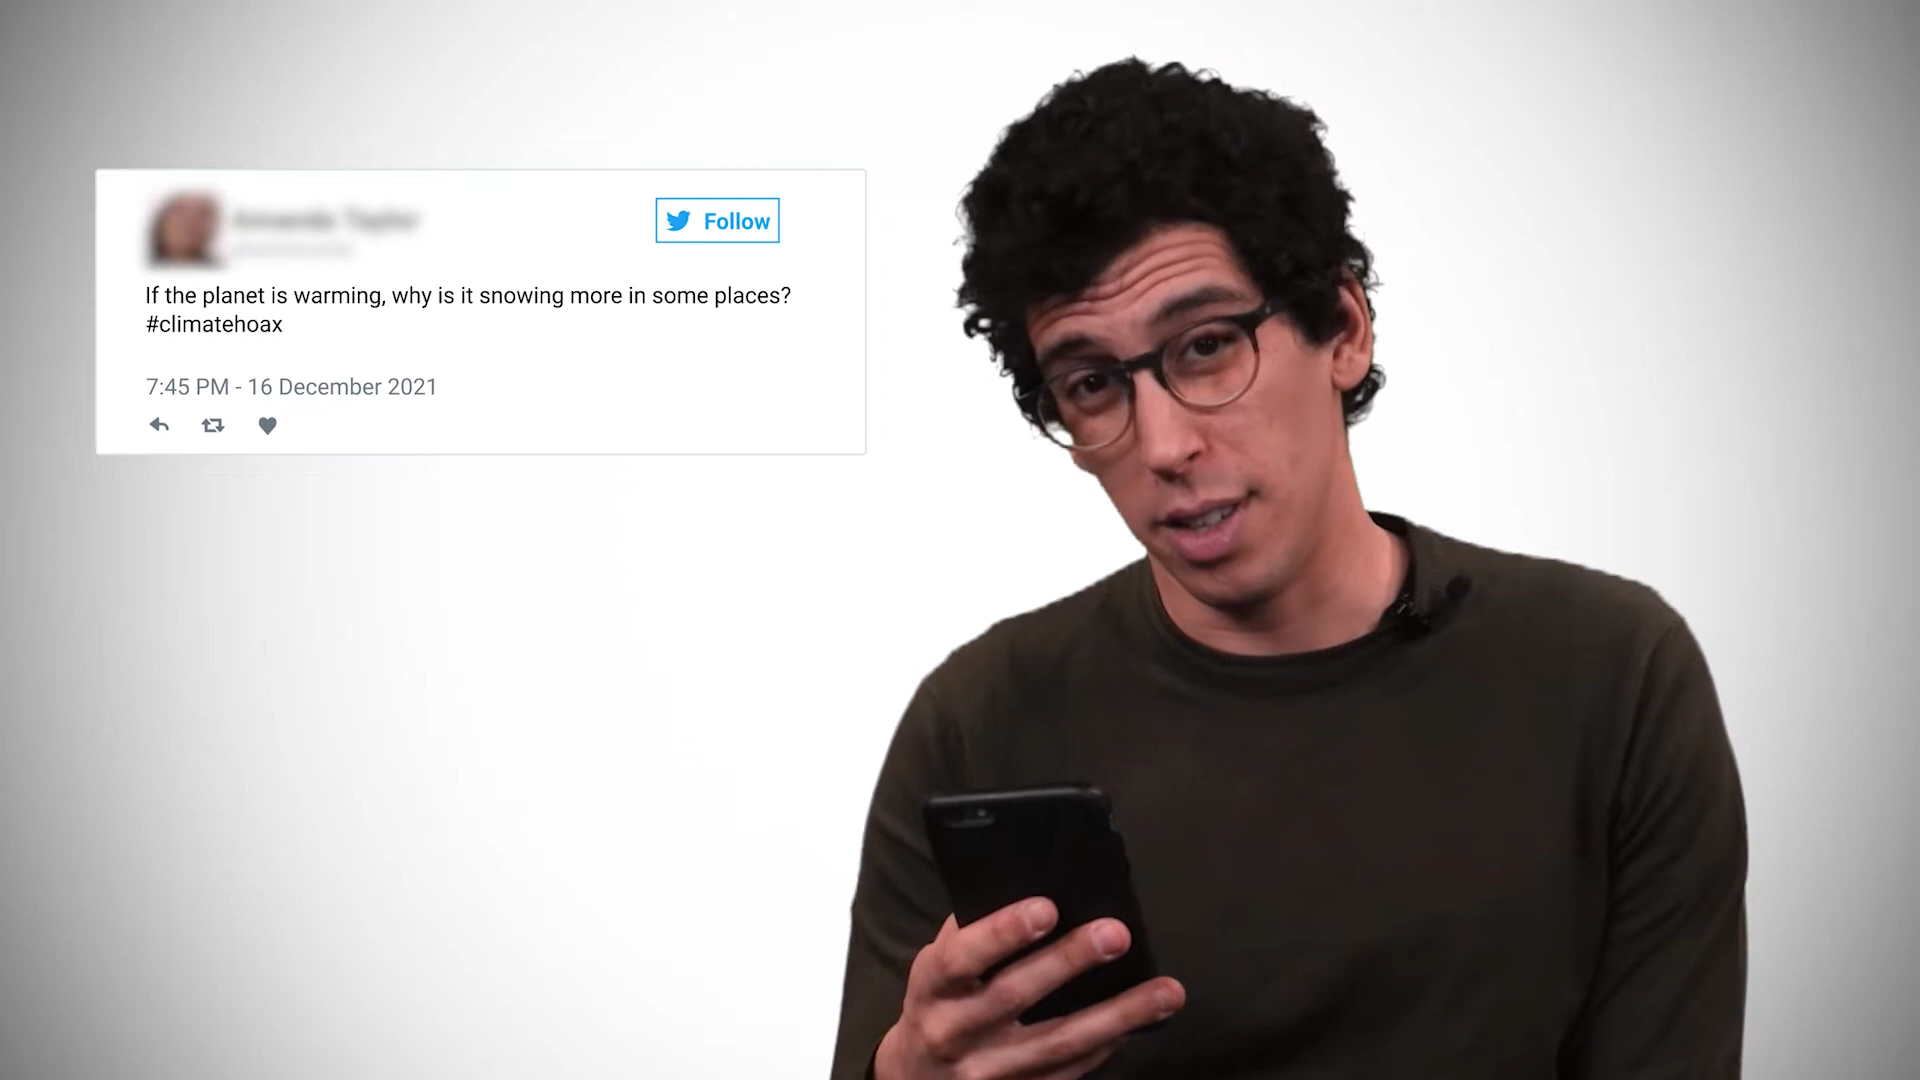 Follow
If the planet is warming, why is it snowing more in some places?
#climatehoax
7:45 PM - 16 December 2021